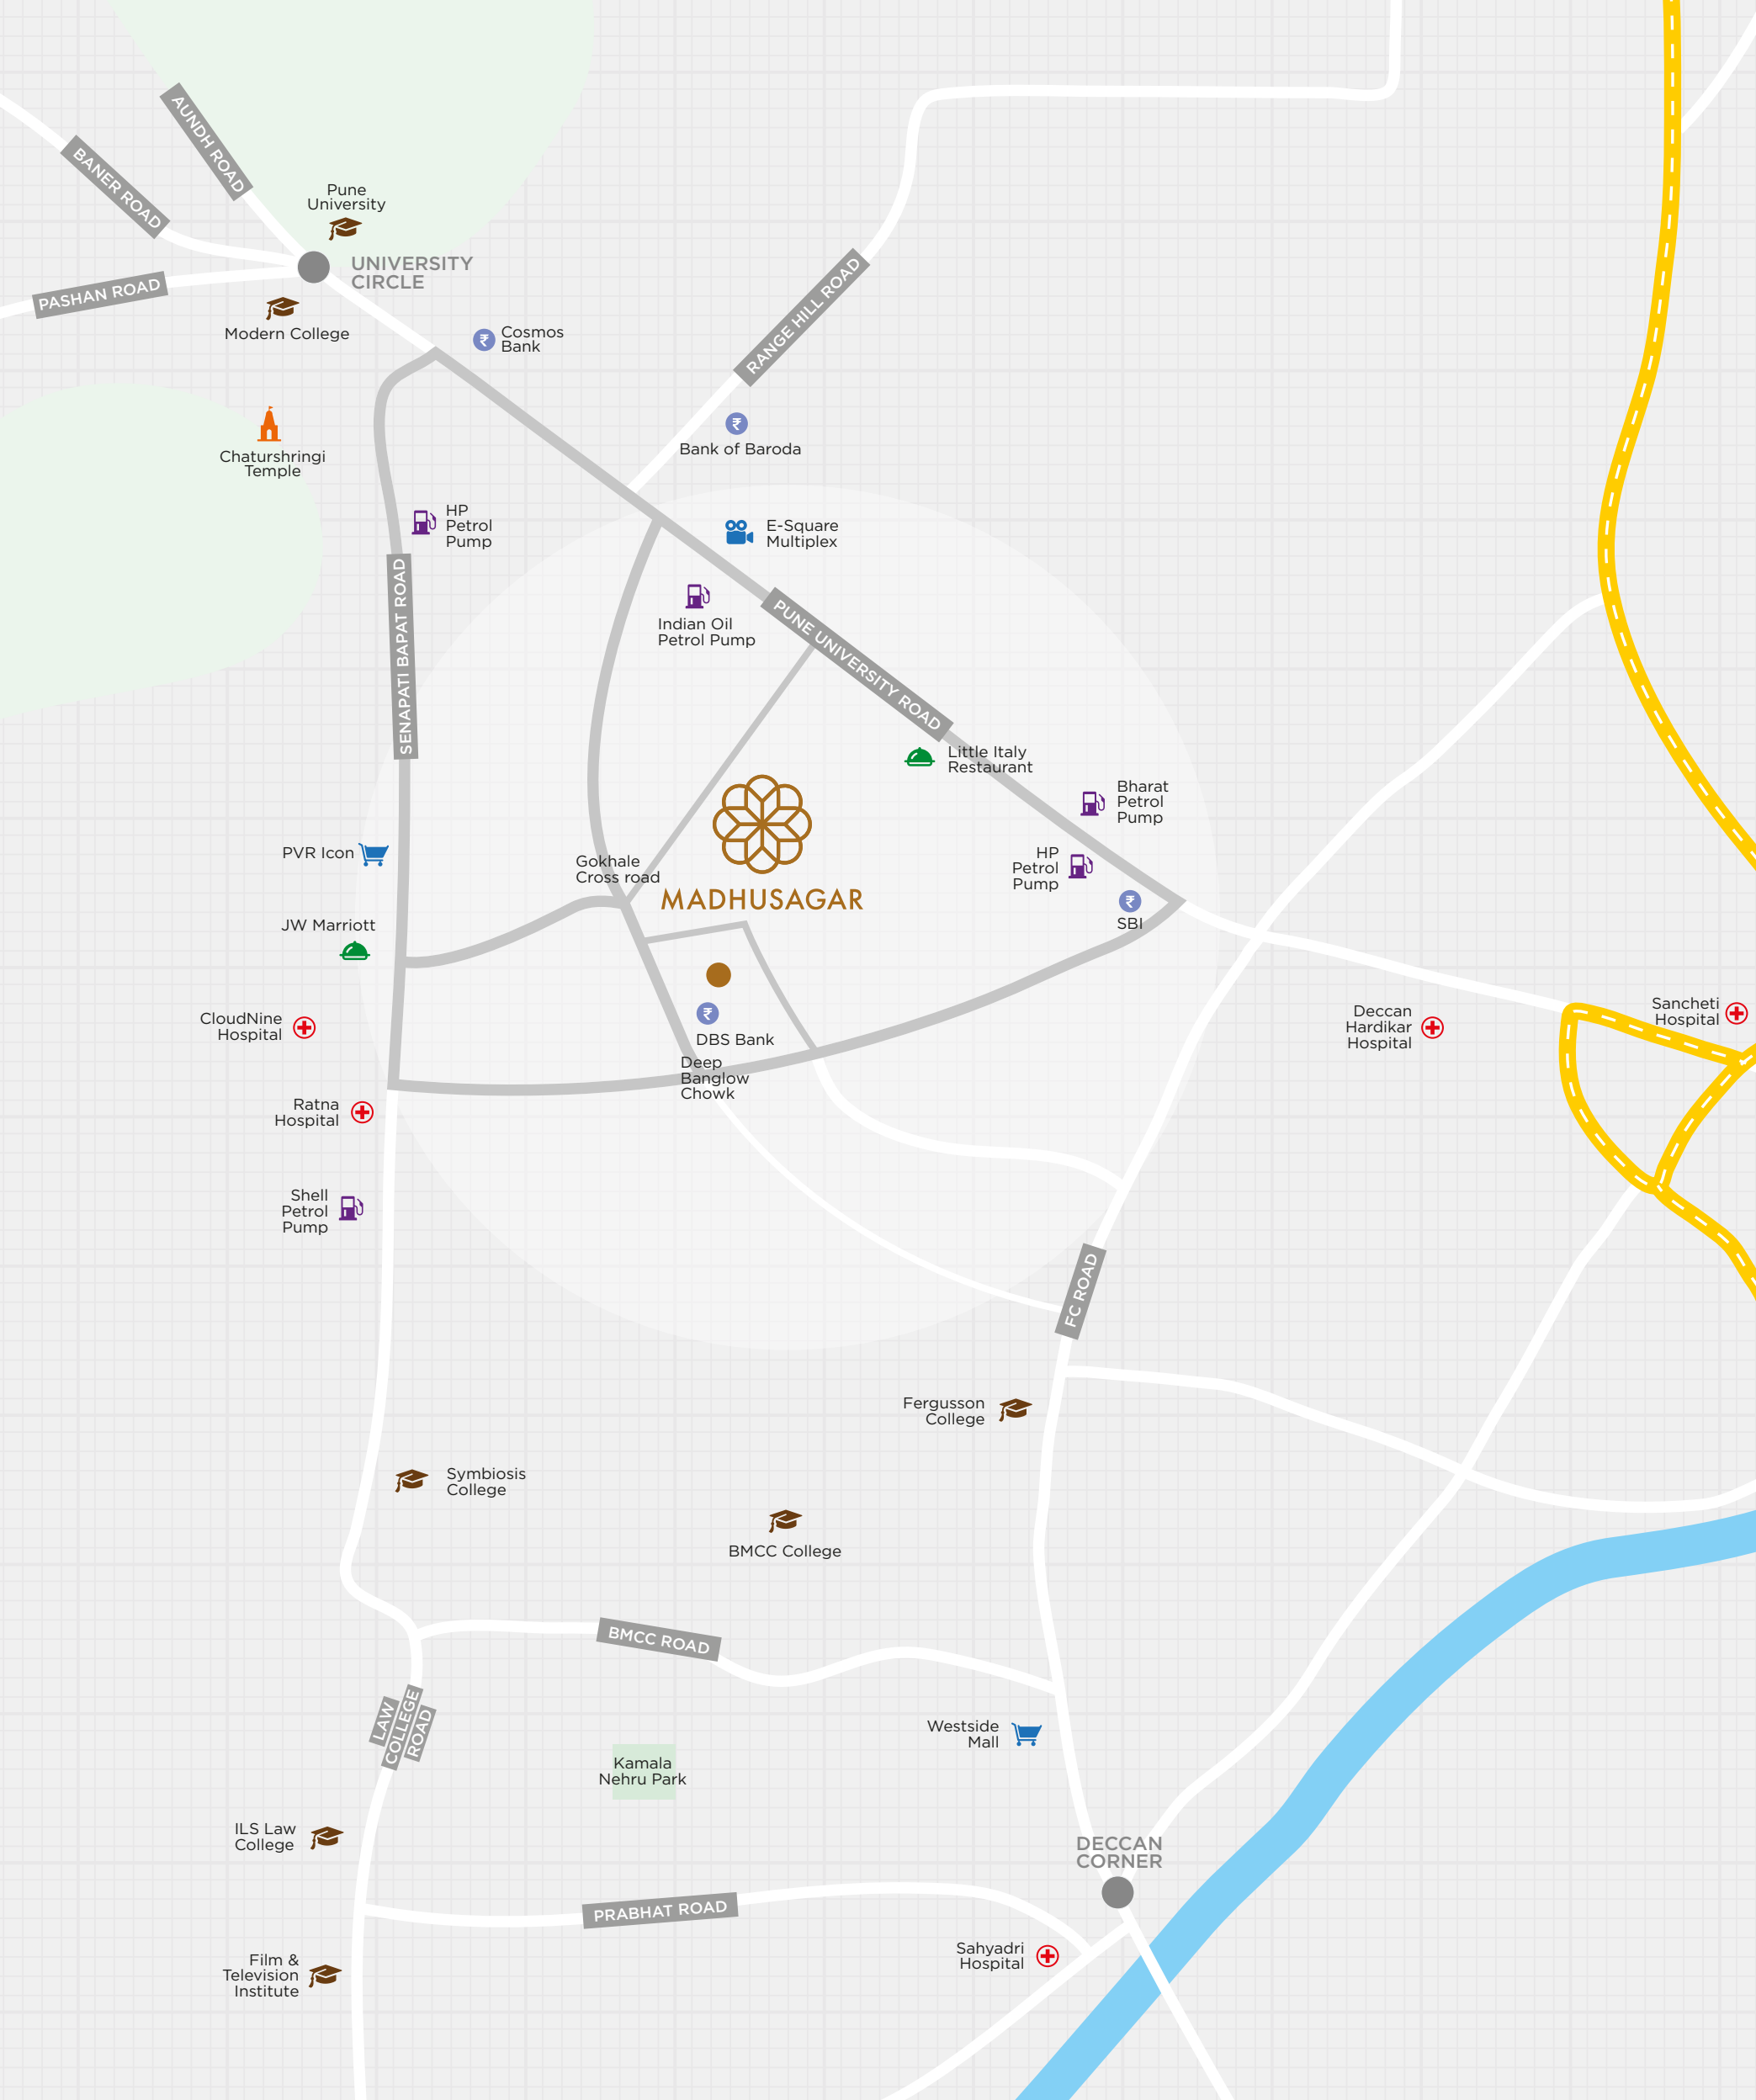 AUNDH ROAD
BANER ROAD
Pune
University
UNIVERSITY
CIRCLE
PASHAN ROAD
RANGE HILL ROAD
Modern College
Cosmos
Bank
Bank of Baroda
Chaturshringi
Temple
HP
Petrol
Pump
E-Square
Multiplex
SENAPATI BAPAT ROAD
Indian Oil
Petrol Pump
PUNE UNIVERSITY ROAD
Little Italy
Restaurant
Bharat
Petrol
Pump
PVR Icon
Gokhale
Cross road
MADHUSAGAR
HP
Petrol
Pump
SBI
JW Marriott
CloudNine
Hospital
DBS Bank
Deep
Banglow
Chowk
Deccan
Hardikar
Hospital
Sancheti
Hospital
Ratna
Hospital
Shell
Petrol
Pump
FC ROAD
Fergusson
College
Symbiosis
College
BMCC College
BMCC ROAD
LAW
COLLEGE
ROAD
Westside
Mall
Kamala
Nehru Park
ILS Law
College
DECCAN
CORNER
PRABHAT ROAD
Sahyadri
Hospital
Film &
Television
Institute